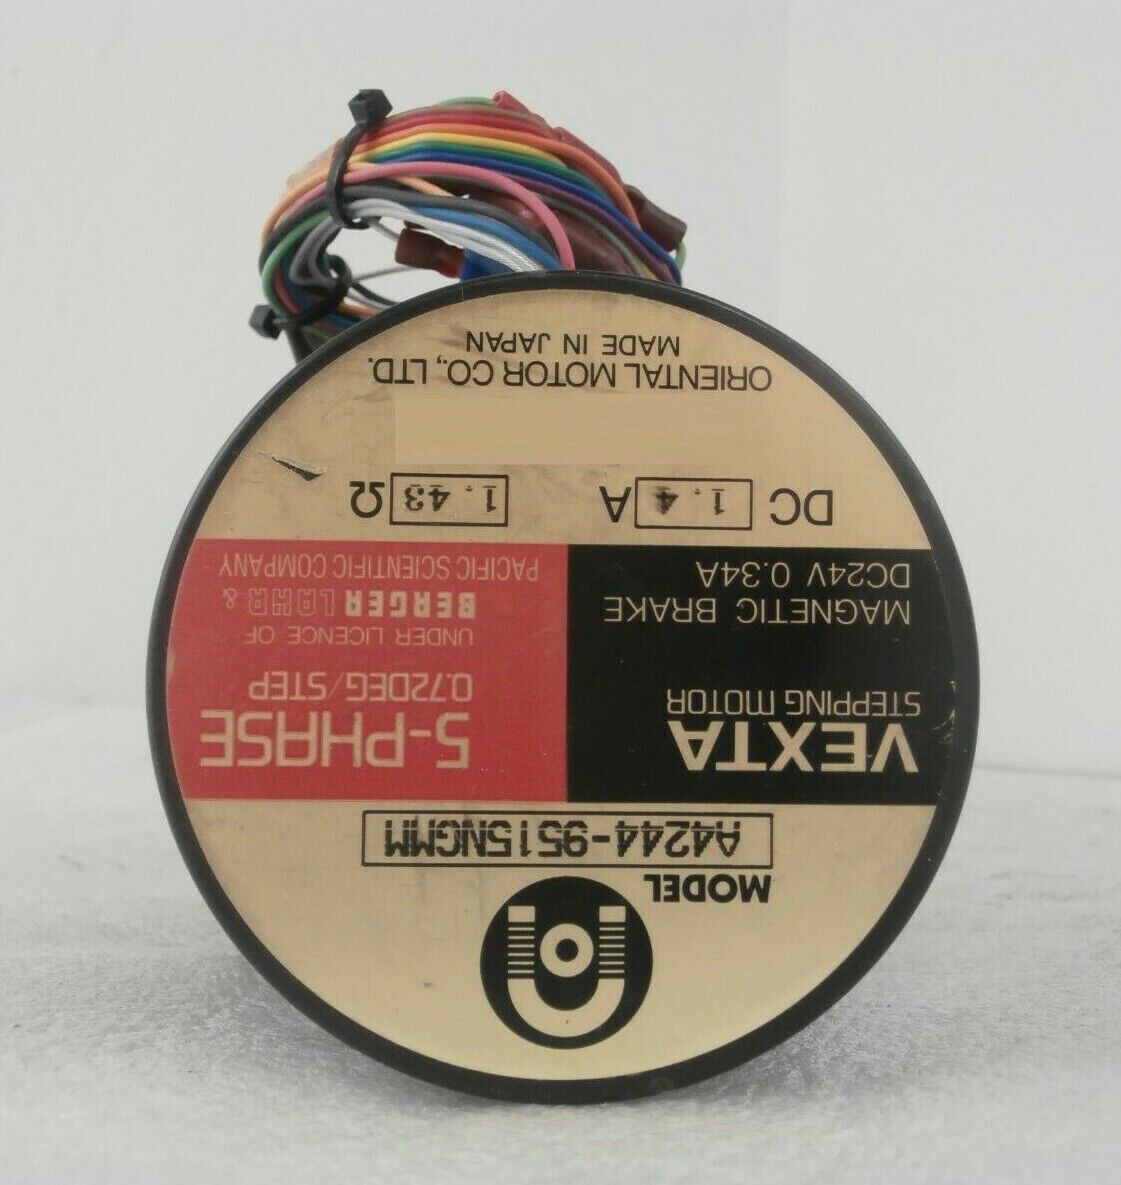 MODEL
A4244-9515NGMM
VEXTA
STEPPING MOTOR
MAGNETIC BRAKE
DC24V 0.34A
5-PHASE
0.72DEG/STEP
UNDER LICENCE OF
BERGER LAHR &
PACIFIC SCIENTIFIC COMPANY
DC 1.4 A 1.43 Ω
ORIENTAL MOTOR CO., LTD.
MADE IN JAPAN